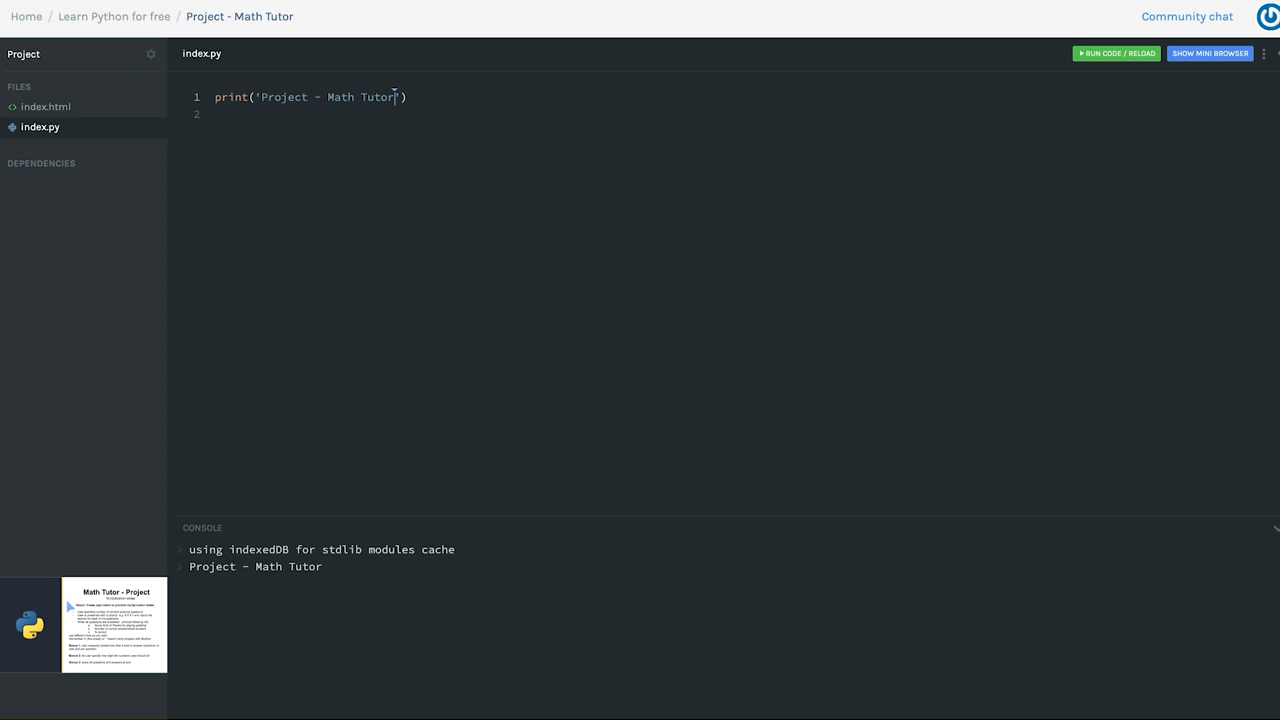 Home / Learn Python for free / Project - Math Tutor
Community chat
Project
index.py
RUN CODE / RELOAD
SHOW MINI BROWSER
FILES
<> index.html
index.py
DEPENDENCIES
1 print('Project - Math Tutor')
2
CONSOLE
> using indexedDB for stdlib modules cache
> Project - Math Tutor
Math Tutor - Project